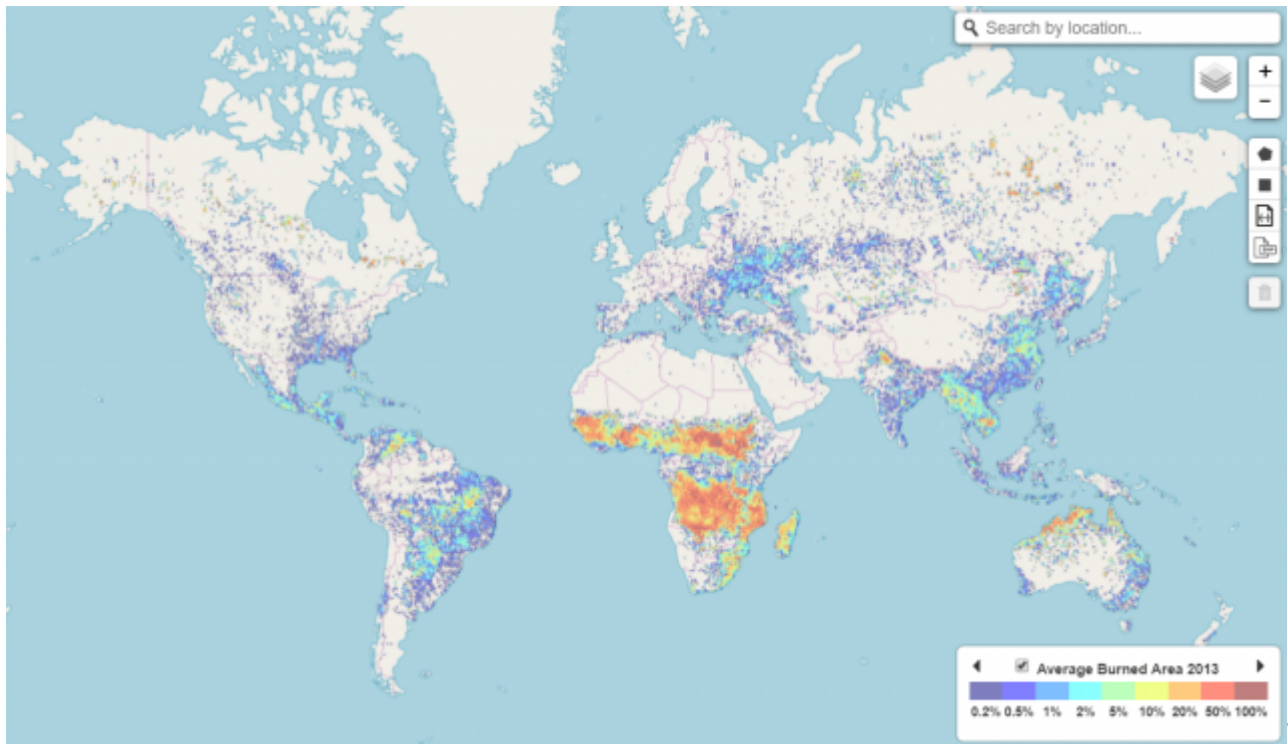 Search by location...
+
−
Average Burned Area 2013
0.2% 0.5% 1% 2% 5% 10% 20% 50% 100%